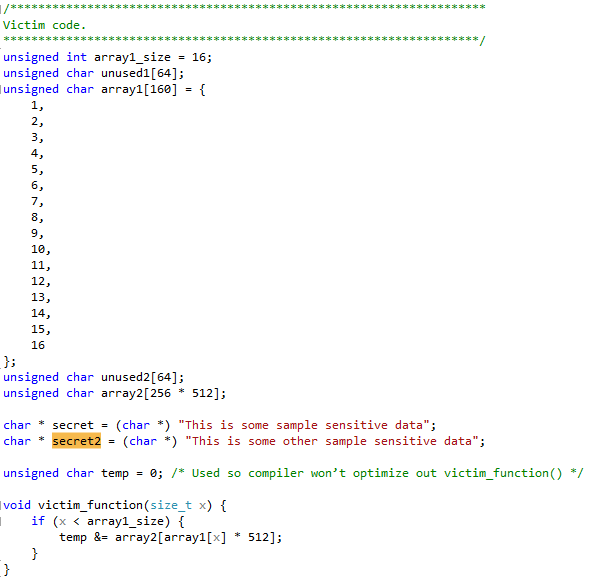 /********************************************************************
Victim code.
********************************************************************/
unsigned int array1_size = 16;
unsigned char unused1[64];
unsigned char array1[160] = {
    1,
    2,
    3,
    4,
    5,
    6,
    7,
    8,
    9,
    10,
    11,
    12,
    13,
    14,
    15,
    16
};
unsigned char unused2[64];
unsigned char array2[256 * 512];

char * secret = (char *) "This is some sample sensitive data";
char * secret2 = (char *) "This is some other sample sensitive data";

unsigned char temp = 0; /* Used so compiler won’t optimize out victim_function() */

void victim_function(size_t x) {
    if (x < array1_size) {
        temp &= array2[array1[x] * 512];
    }
}